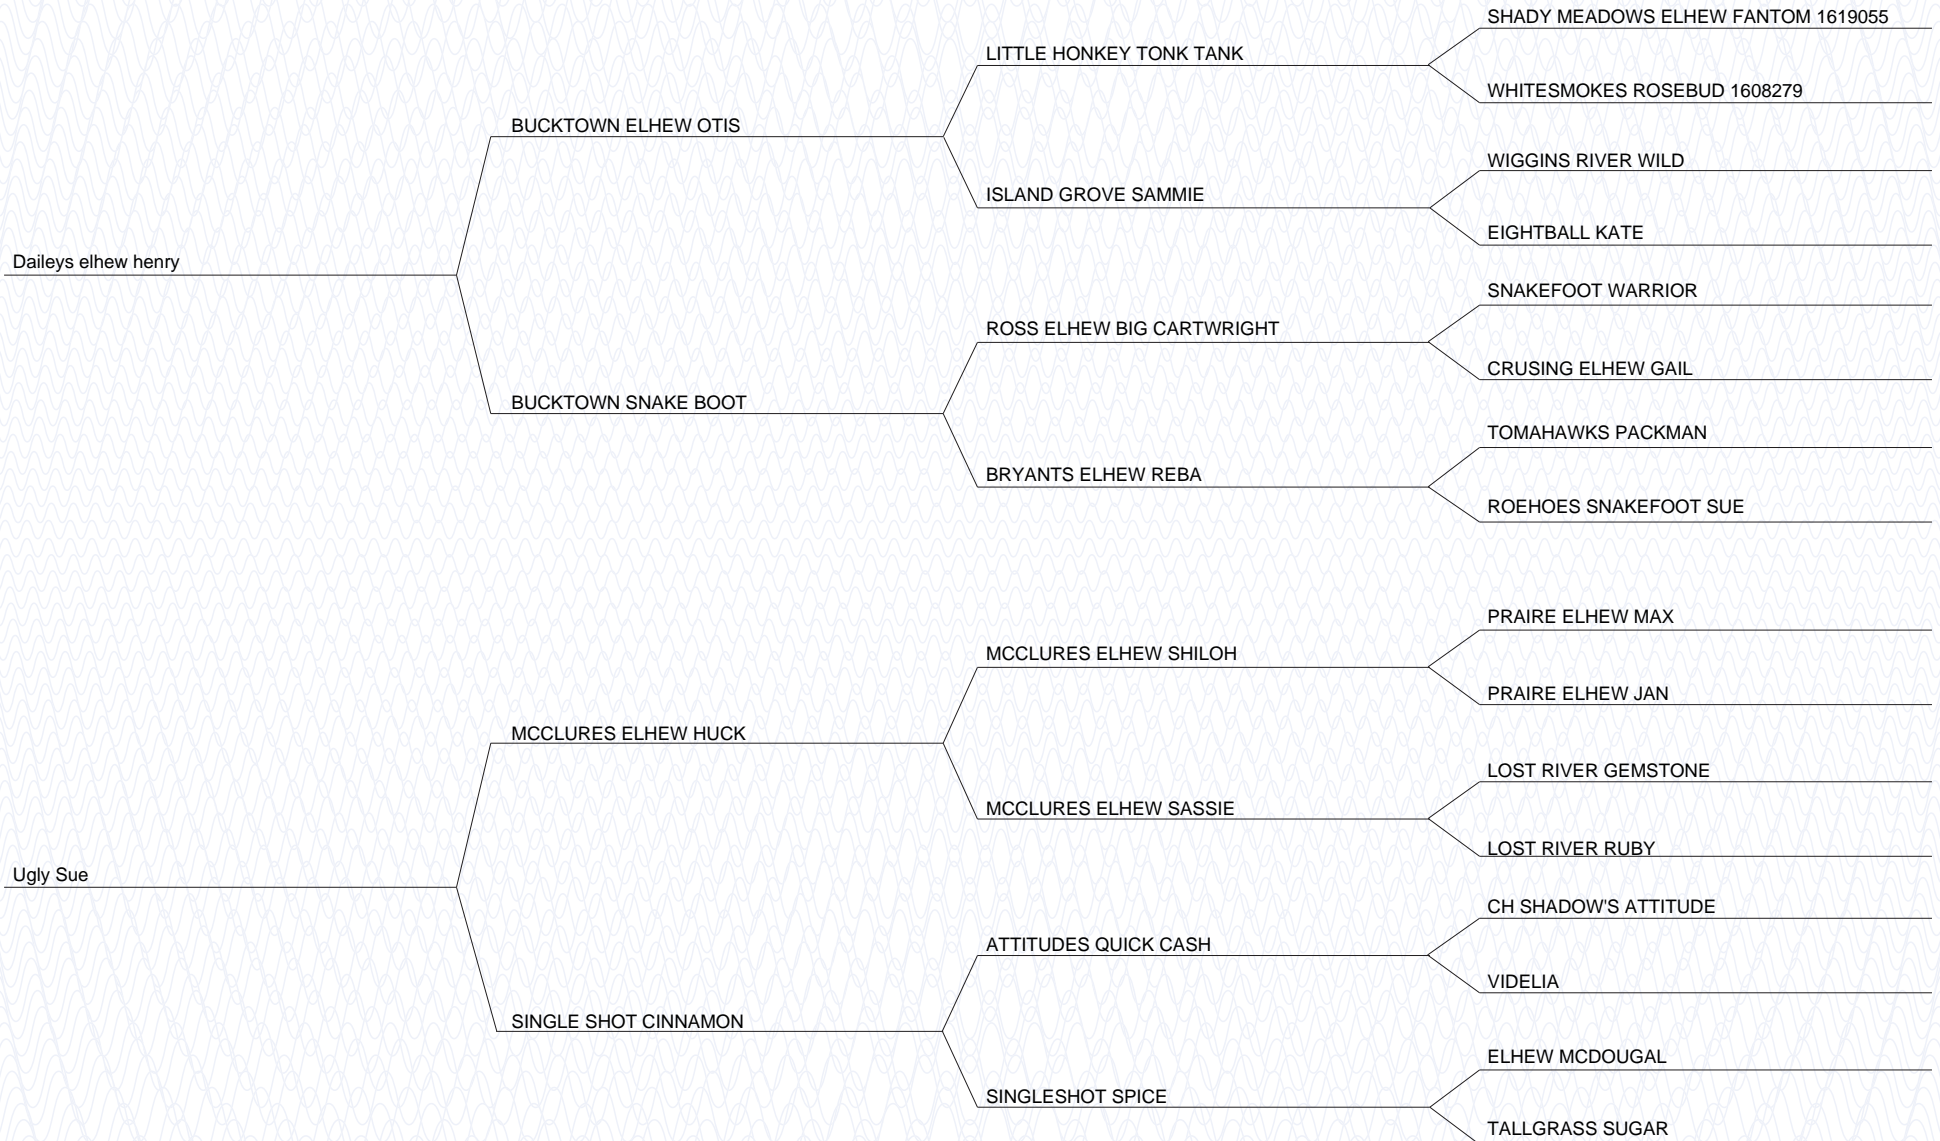 SHADY MEADOWS ELHEW FANTOM 1619055
LITTLE HONKEY TONK TANK
WHITESMOKES ROSEBUD 1608279
BUCKTOWN ELHEW OTIS
WIGGINS RIVER WILD
ISLAND GROVE SAMMIE
EIGHTBALL KATE
Daileys elhew henry
SNAKEFOOT WARRIOR
ROSS ELHEW BIG CARTWRIGHT
CRUSING ELHEW GAIL
BUCKTOWN SNAKE BOOT
TOMAHAWKS PACKMAN
BRYANTS ELHEW REBA
ROEHOES SNAKEFOOT SUE
PRAIRE ELHEW MAX
MCCLURES ELHEW SHILOH
PRAIRE ELHEW JAN
MCCLURES ELHEW HUCK
LOST RIVER GEMSTONE
MCCLURES ELHEW SASSIE
LOST RIVER RUBY
Ugly Sue
CH SHADOW'S ATTITUDE
ATTITUDES QUICK CASH
VIDELIA
SINGLE SHOT CINNAMON
ELHEW MCDOUGAL
SINGLESHOT SPICE
TALLGRASS SUGAR